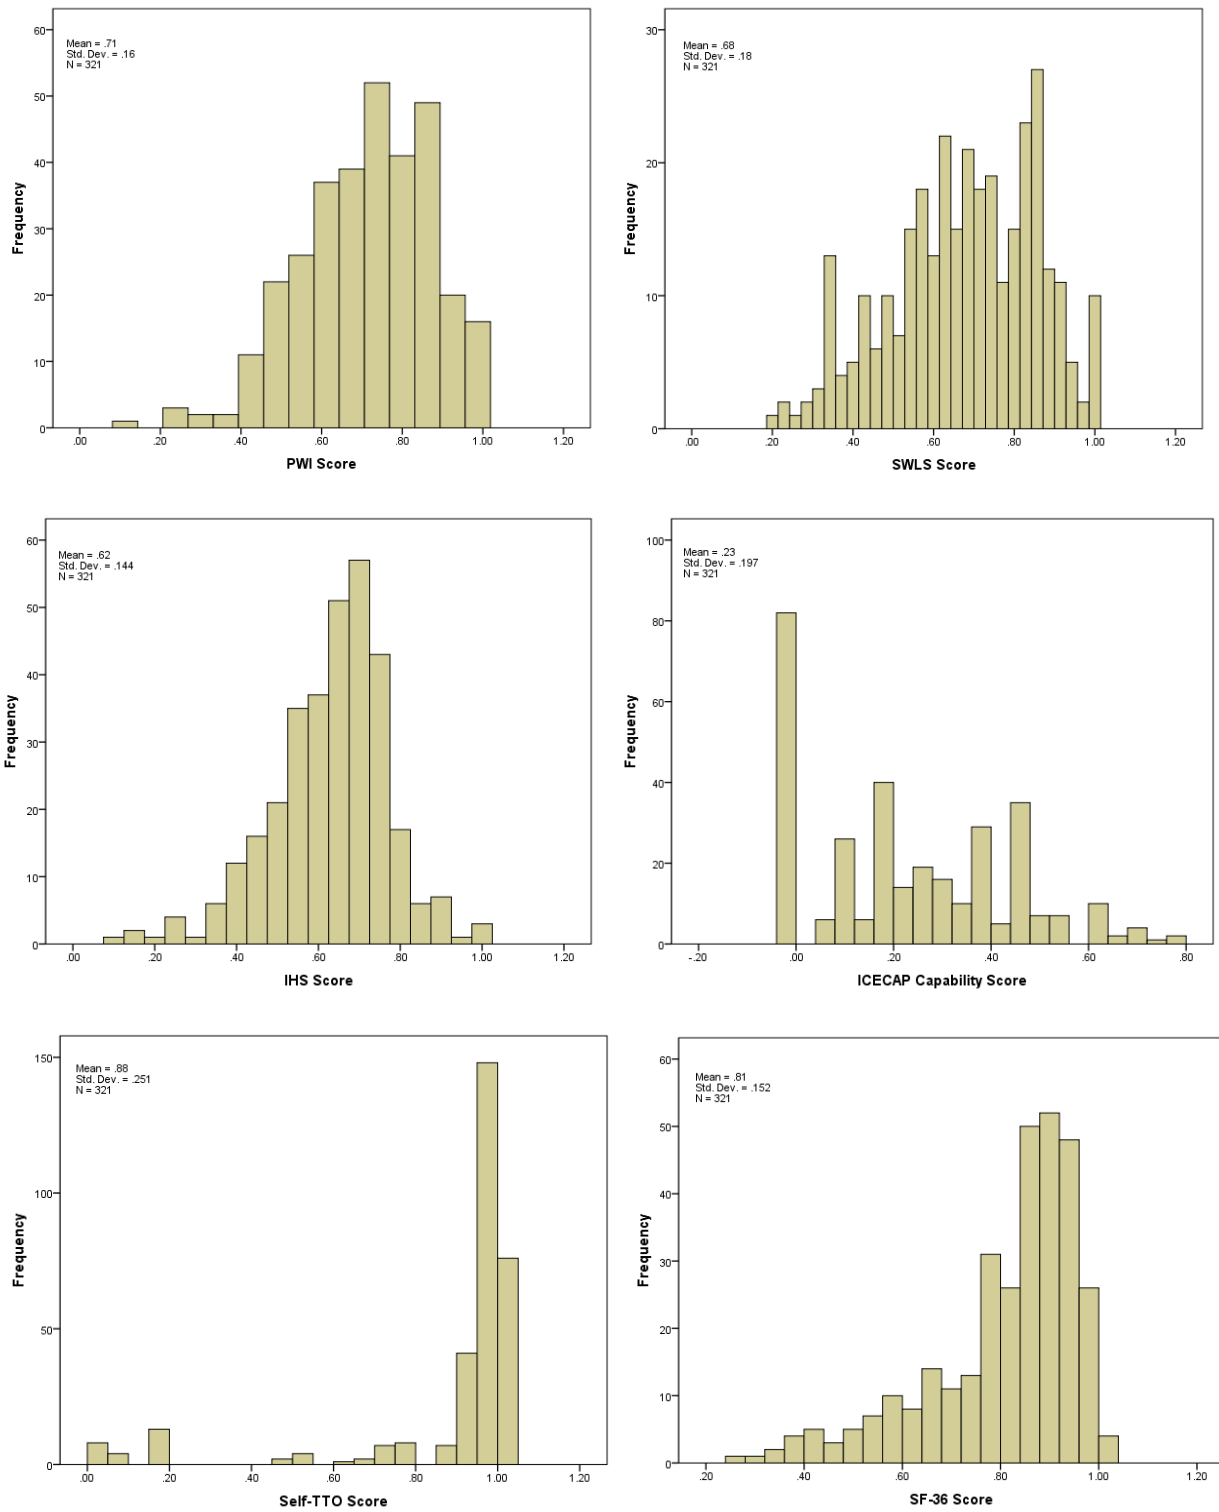 60
50
40
30
20
10
0
Frequency
Mean = .71
Std. Dev. = .16
N = 321
.00 .20 .40 .60 .80 1.00 1.20
PWI Score
30
20
10
0
Frequency
Mean = .68
Std. Dev. = .18
N = 321
.00 .20 .40 .60 .80 1.00 1.20
SWLS Score
60
50
40
30
20
10
0
Frequency
Mean = .62
Std. Dev. = .144
N = 321
.00 .20 .40 .60 .80 1.00 1.20
IHS Score
100
80
60
40
20
0
Frequency
Mean = .23
Std. Dev. = .197
N = 321
-.20 .00 .20 .40 .60 .80
ICECAP Capability Score
150
100
50
0
Frequency
Mean = .88
Std. Dev. = .251
N = 321
.00 .20 .40 .60 .80 1.00 1.20
Self-TTO Score
60
50
40
30
20
10
0
Frequency
Mean = .81
Std. Dev. = .152
N = 321
.20 .40 .60 .80 1.00 1.20
SF-36 Score